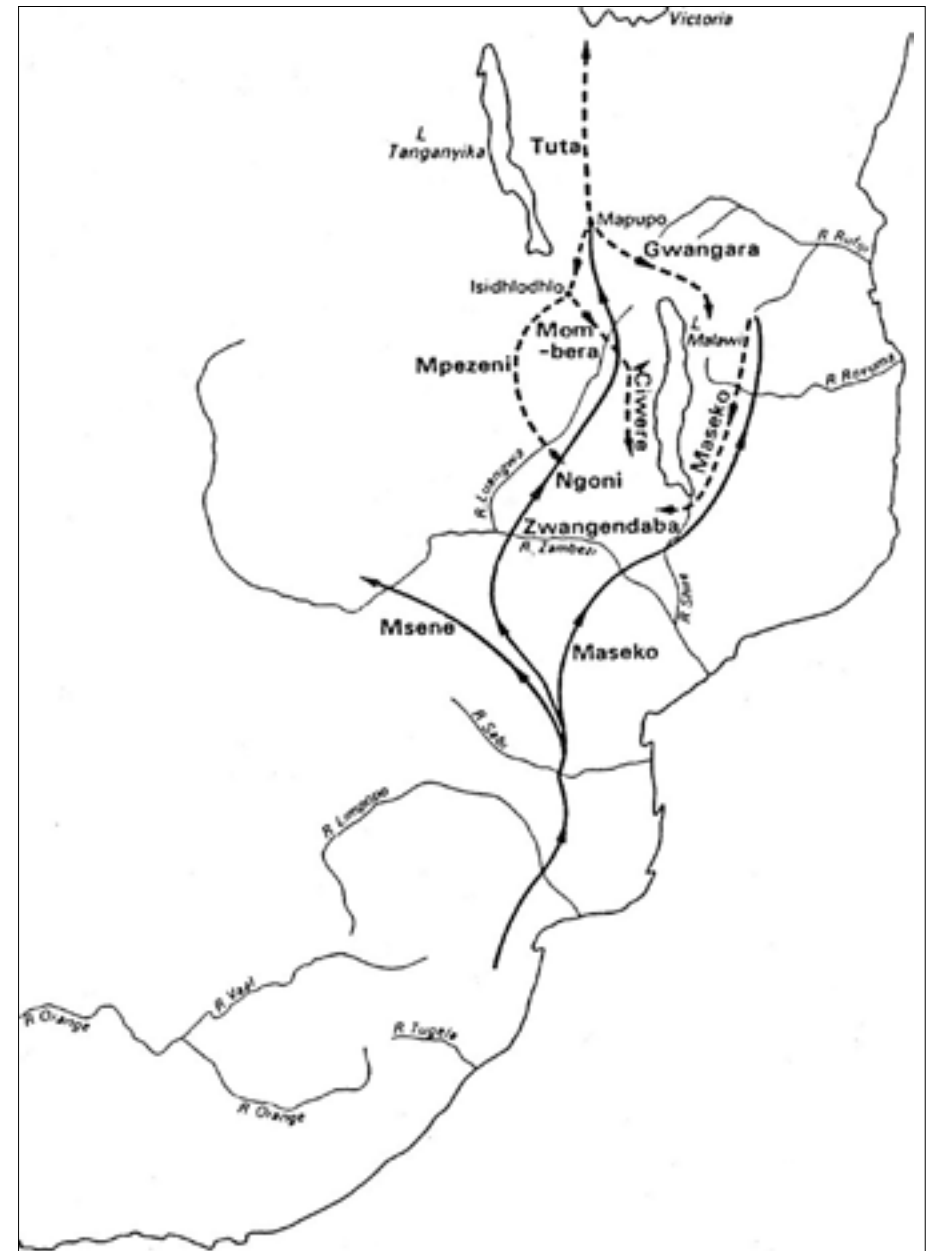 Victoria
L
Tanganyika
Tuta
Mapupo
Gwangara
R Rufiji
Isidhlodhlo
Mom
-bera
L
Malawi
Mpezeni
Ciwere
R Rovuma
Maseko
R Luangwa
Ngoni
Zwangendaba
R. Zambezi
R Shire
Msene
Maseko
R Sabi
R Limpopo
R Vaal
R Orange
R Tugela
R Orange